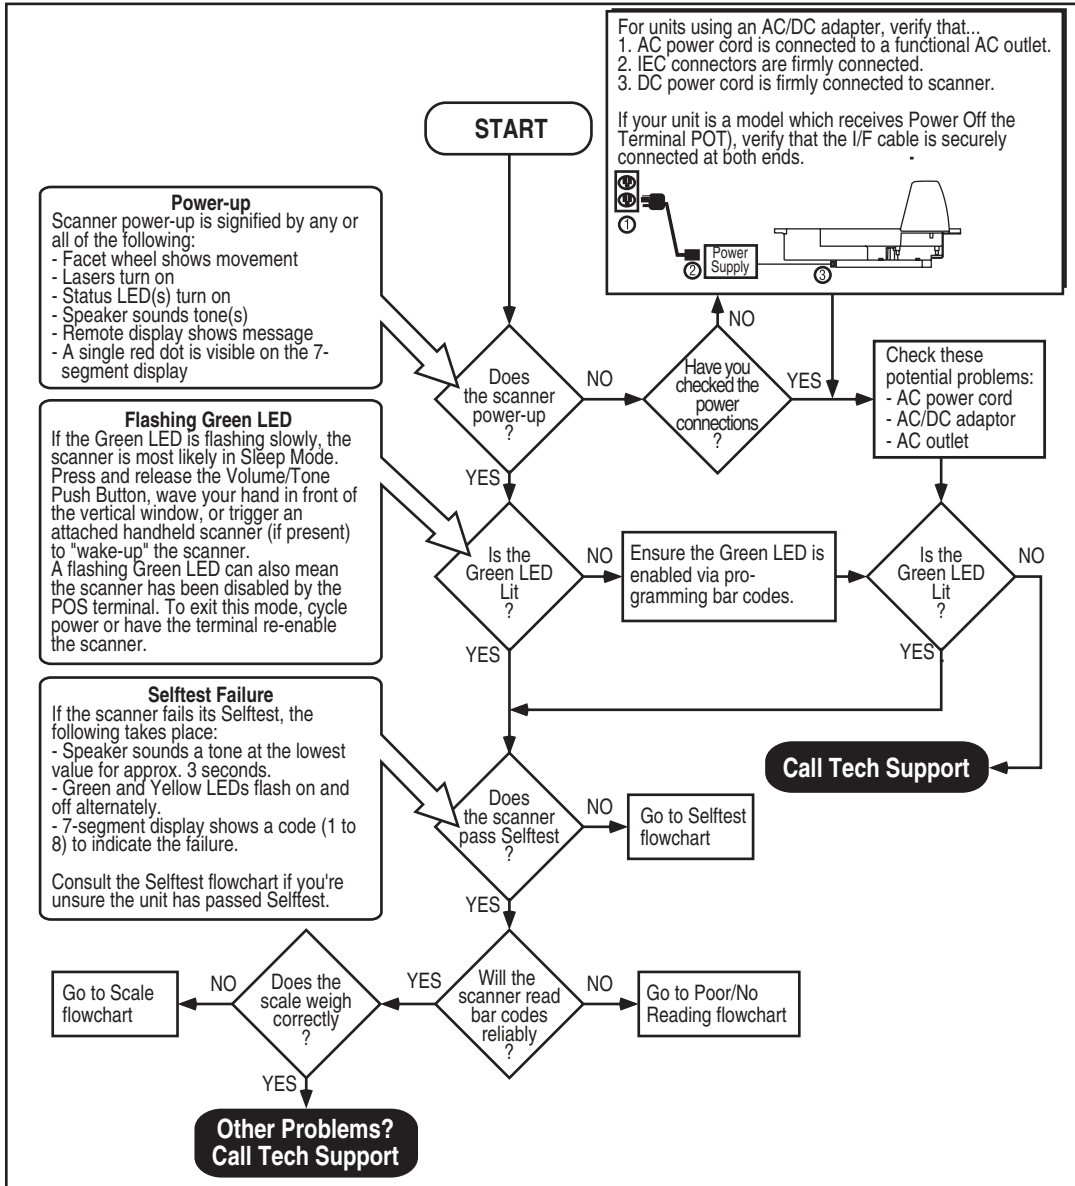 For units using an AC/DC adapter, verify that...
1. AC power cord is connected to a functional AC outlet.
2. IEC connectors are firmly connected.
3. DC power cord is firmly connected to scanner.
If your unit is a model which receives Power Off the
Terminal POT), verify that the I/F cable is securely
connected at both ends.
1
2
Power
Supply
3
START
Power-up
Scanner power-up is signified by any or
all of the following:
- Facet wheel shows movement
- Lasers turn on
- Status LED(s) turn on
- Speaker sounds tone(s)
- Remote display shows message
- A single red dot is visible on the 7-
segment display
Does
the scanner
power-up
?
NO
YES
Have you
checked the
power
connections
?
NO
YES
Check these
potential problems:
- AC power cord
- AC/DC adaptor
- AC outlet
Flashing Green LED
If the Green LED is flashing slowly, the
scanner is most likely in Sleep Mode.
Press and release the Volume/Tone
Push Button, wave your hand in front of
the vertical window, or trigger an
attached handheld scanner (if present)
to "wake-up" the scanner.
A flashing Green LED can also mean
the scanner has been disabled by the
POS terminal. To exit this mode, cycle
power or have the terminal re-enable
the scanner.
Is the
Green LED
Lit
?
NO
YES
Ensure the Green LED is
enabled via pro-
gramming bar codes.
Is the
Green LED
Lit
?
NO
YES
Call Tech Support
Selftest Failure
If the scanner fails its Selftest, the
following takes place:
- Speaker sounds a tone at the lowest
value for approx. 3 seconds.
- Green and Yellow LEDs flash on and
off alternately.
- 7-segment display shows a code (1 to
8) to indicate the failure.
Consult the Selftest flowchart if you're
unsure the unit has passed Selftest.
Does
the scanner
pass Selftest
?
NO
YES
Go to Selftest
flowchart
Will the
scanner read
bar codes
reliably
?
YES
NO
Go to Poor/No
Reading flowchart
Does the
scale weigh
correctly
?
NO
YES
Go to Scale
flowchart
Other Problems?
Call Tech Support